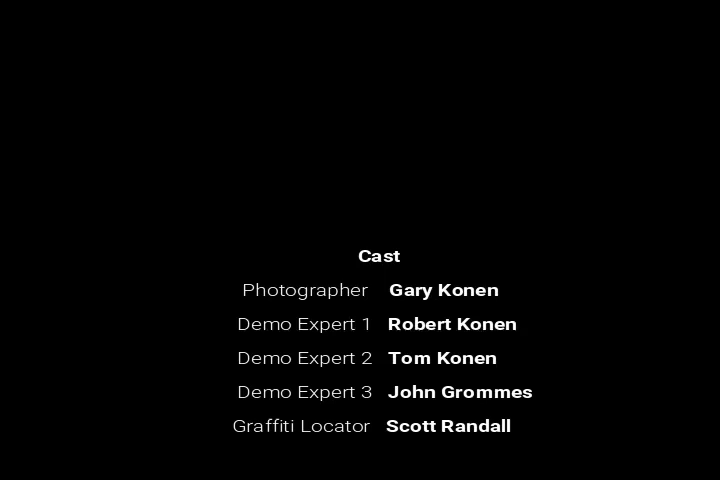 Cast
Photographer Gary Konen
Demo Expert 1 Robert Konen
Demo Expert 2 Tom Konen
Demo Expert 3 John Grommes
Graffiti Locator Scott Randall